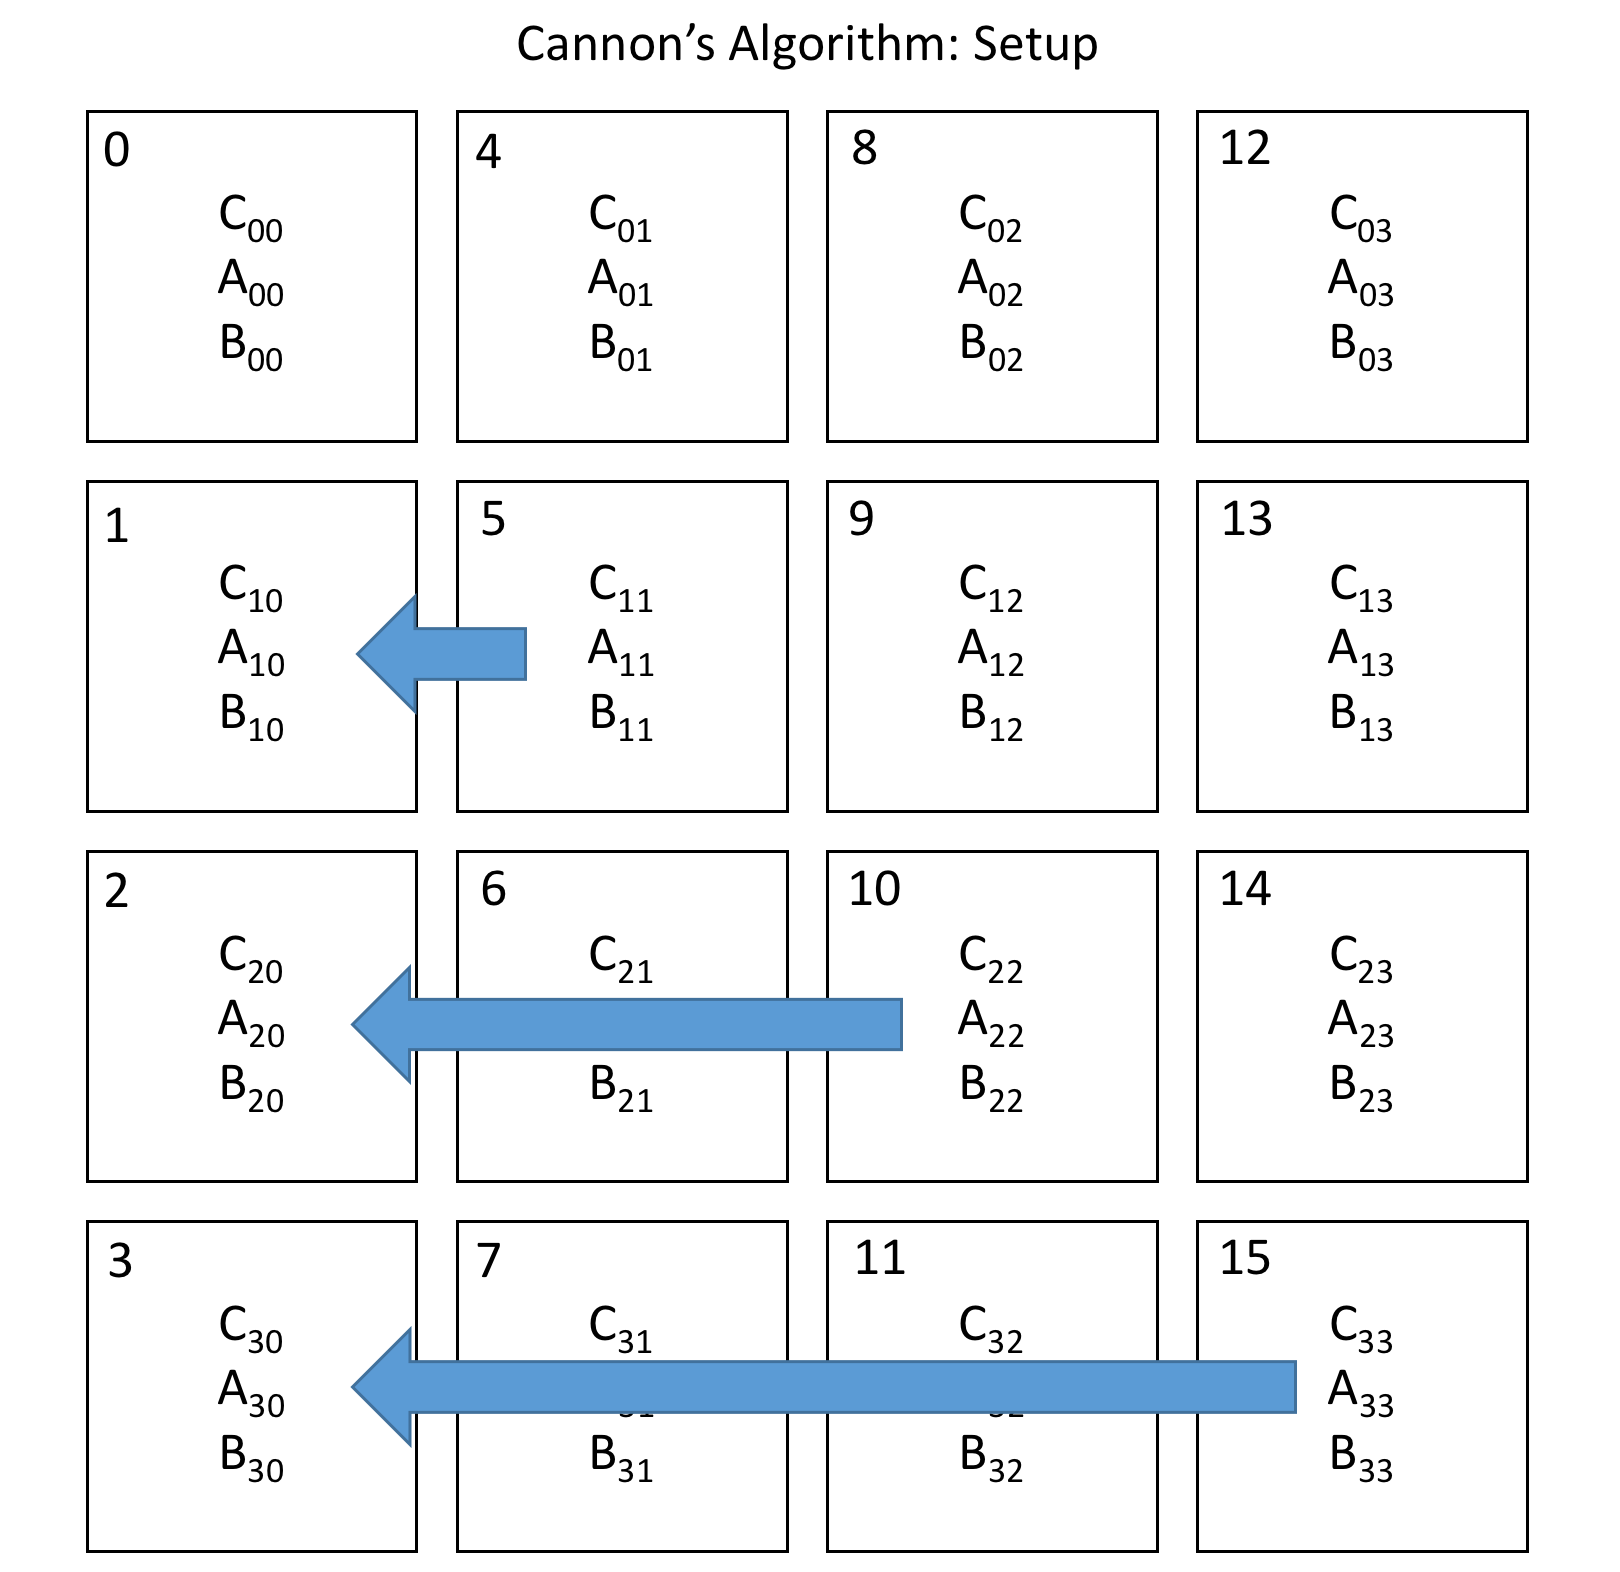 Cannon’s Algorithm: Setup
0
C00
A00
B00
4
C01
A01
B01
8
C02
A02
B02
12
C03
A03
B03
1
C10
A10
B10
5
C11
A11
B11
9
C12
A12
B12
13
C13
A13
B13
2
C20
A20
B20
6
C21
B21
10
C22
A22
B22
14
C23
A23
B23
3
C30
A30
B30
7
C31
B31
11
C32
B32
15
C33
A33
B33